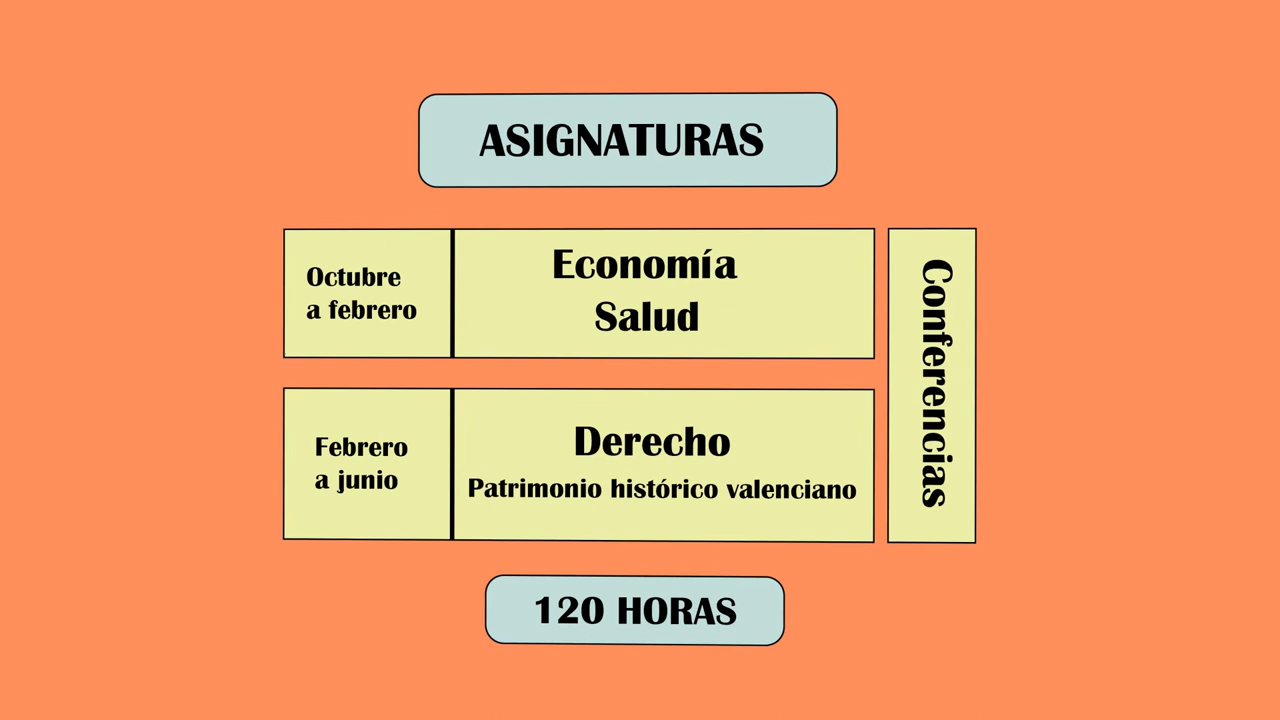 ASIGNATURAS
Octubre
a febrero
Economía
Salud
Febrero
a junio
Derecho
Patrimonio histórico valenciano
Conferencias
120 HORAS